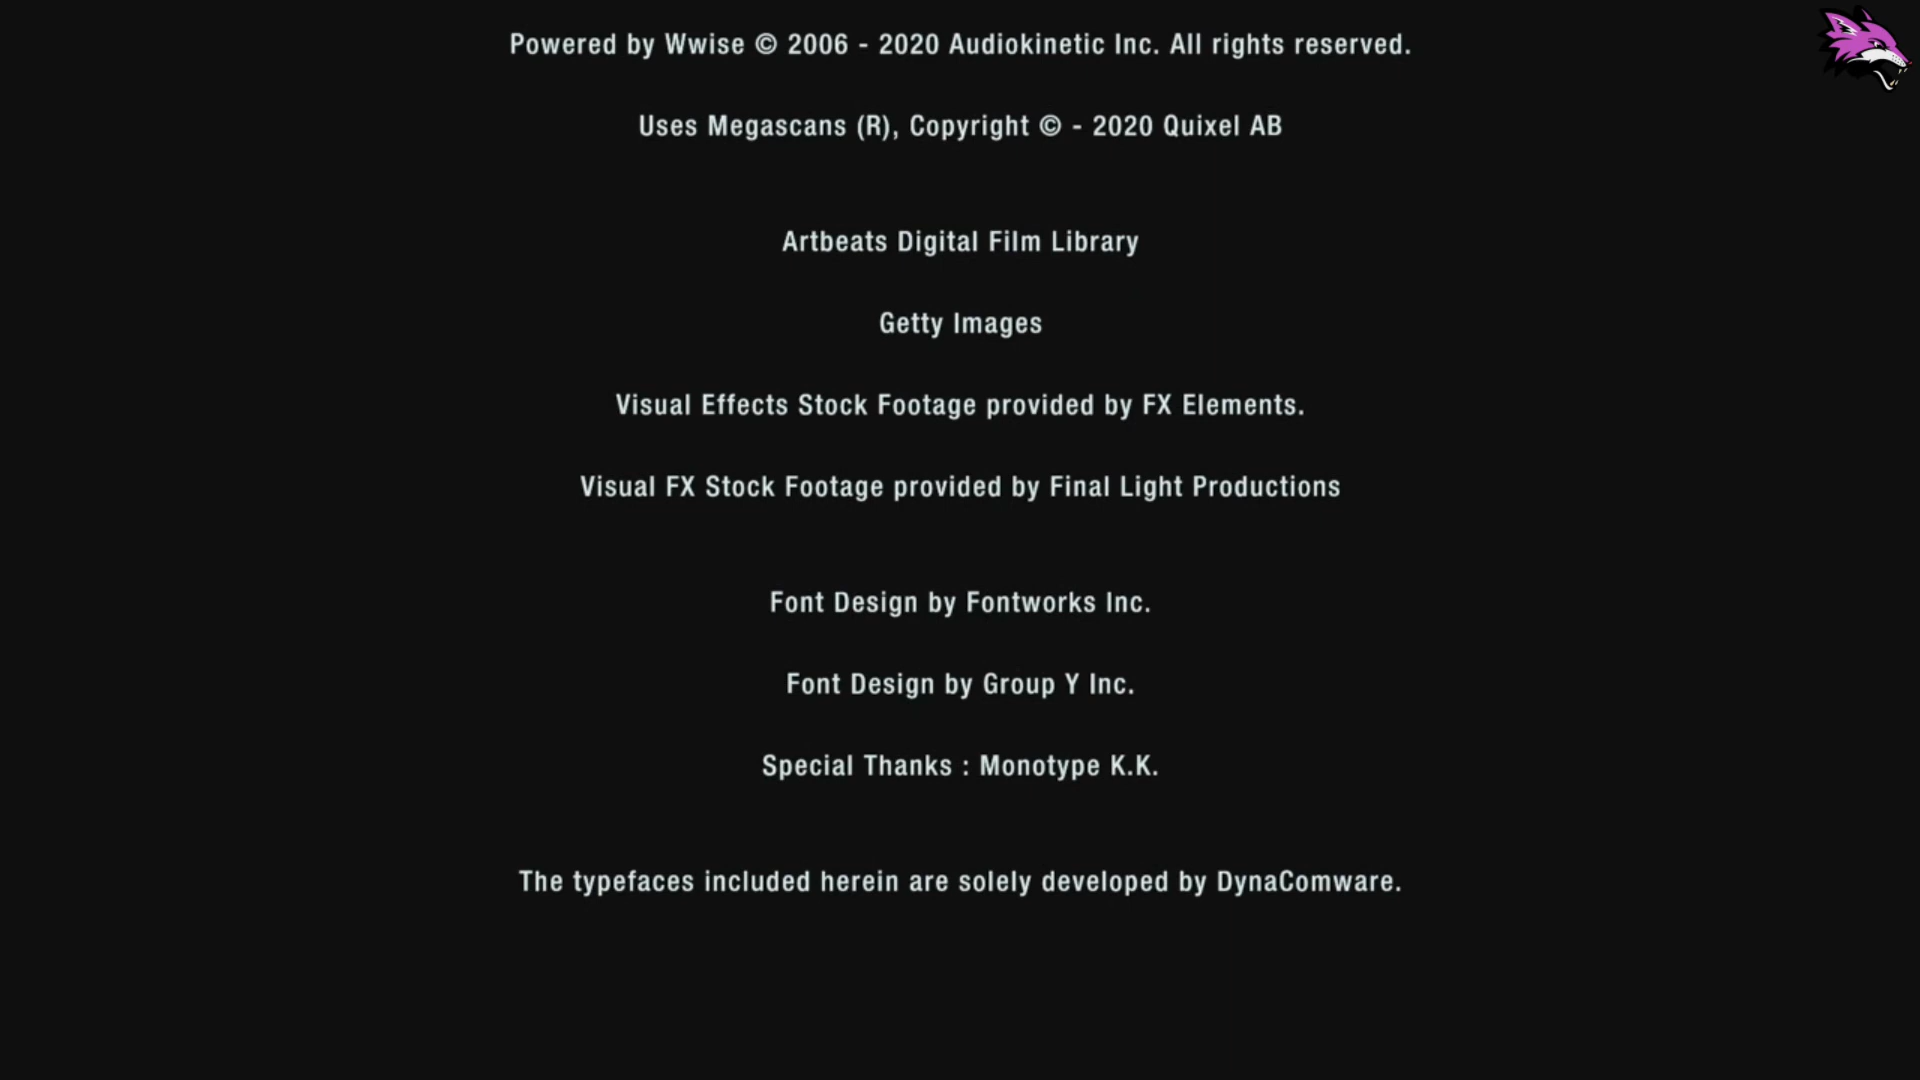 Powered by Wwise © 2006 - 2020 Audiokinetic Inc. All rights reserved.
Uses Megascans (R), Copyright © - 2020 Quixel AB
Artbeats Digital Film Library
Getty Images
Visual Effects Stock Footage provided by FX Elements.
Visual FX Stock Footage provided by Final Light Productions
Font Design by Fontworks Inc.
Font Design by Group Y Inc.
Special Thanks : Monotype K.K.
The typefaces included herein are solely developed by DynaComware.